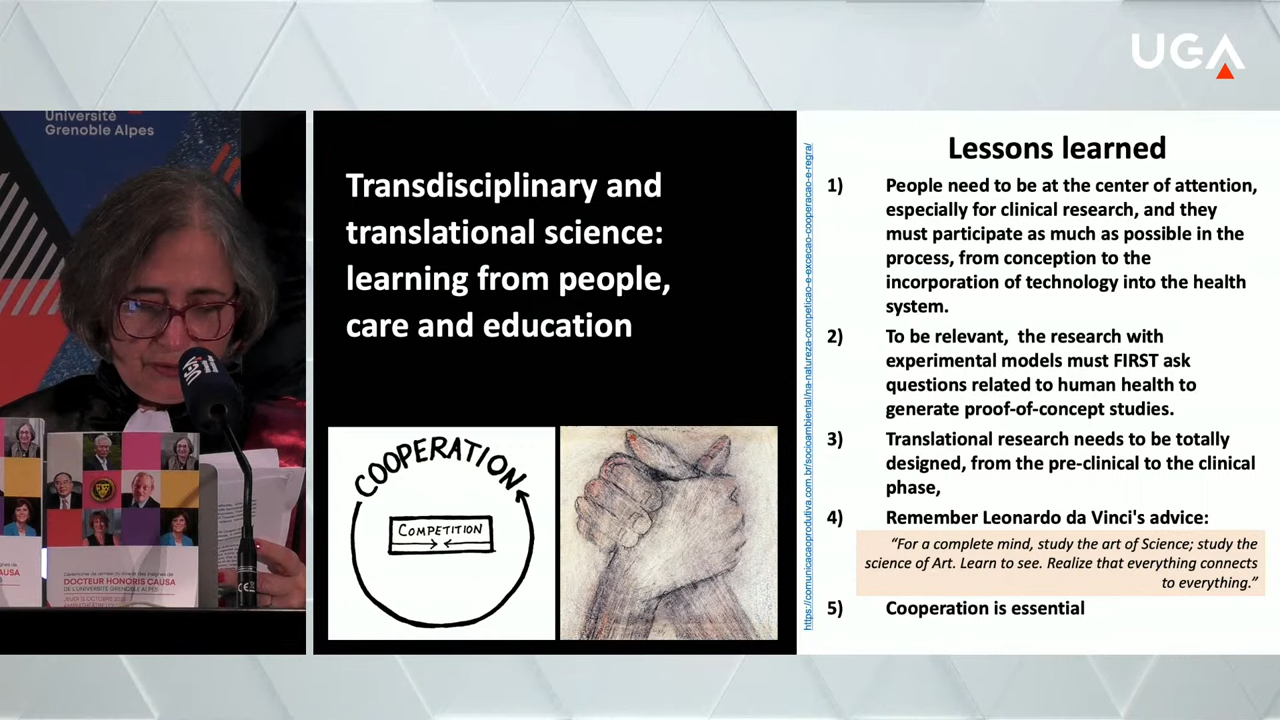 UGA
Université
Grenoble Alpes
Cérémonie de remise des insignes de
DOCTEUR HONORIS CAUSA
DE L'UNIVERSITÉ GRENOBLE ALPES
Transdisciplinary and
translational science:
learning from people,
care and education
COOPERATION
COMPETITION
https://comunicacaoprodutiva.com.br/socioambiental/na-natureza-competicao-e-excecao-cooperacao-e-regra/
Lessons learned
1) People need to be at the center of attention,
especially for clinical research, and they
must participate as much as possible in the
process, from conception to the
incorporation of technology into the health
system.
2) To be relevant,  the research with
experimental models must FIRST ask
questions related to human health to
generate proof-of-concept studies.
3) Translational research needs to be totally
designed, from the pre-clinical to the clinical
phase,
4) Remember Leonardo da Vinci's advice:
“For a complete mind, study the art of Science; study the
science of Art. Learn to see. Realize that everything connects
to everything.”
5) Cooperation is essential